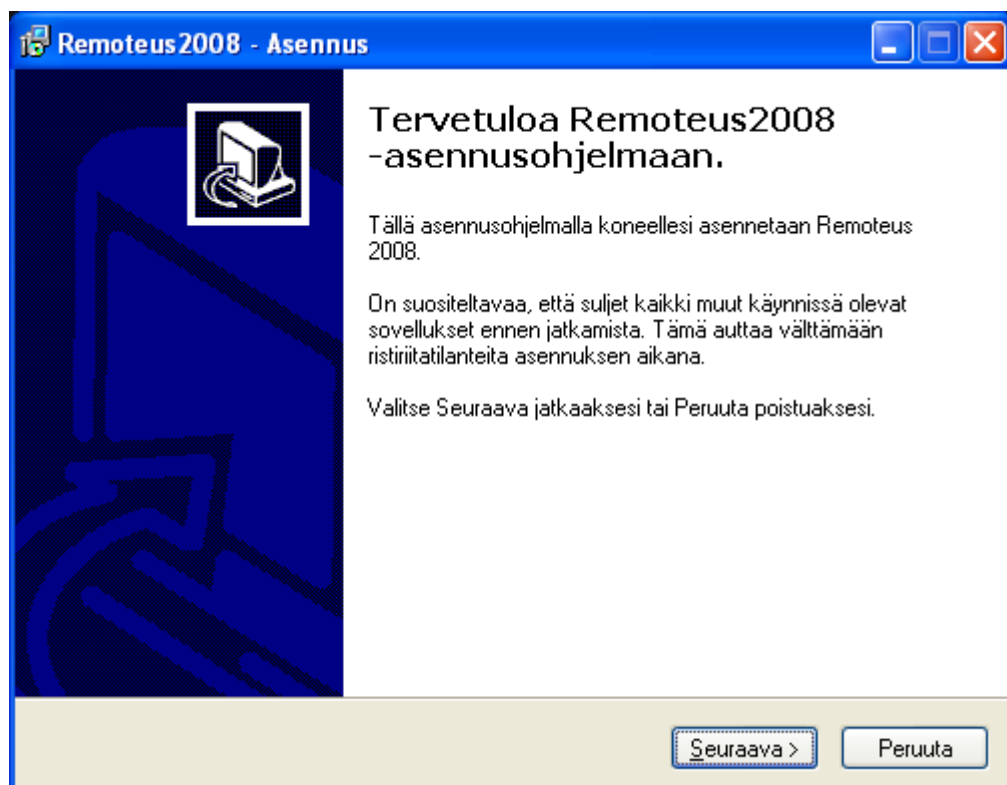 Remoteus2008 - Asennus
Tervetuloa Remoteus2008
-asennusohjelmaan.
Tällä asennusohjelmalla koneellesi asennetaan Remoteus
2008.
On suositeltavaa, että suljet kaikki muut käynnissä olevat
sovellukset ennen jatkamista. Tämä auttaa välttämään
ristiriitatilanteita asennuksen aikana.
Valitse Seuraava jatkaaksesi tai Peruuta poistuaksesi.
Seuraava > Peruuta